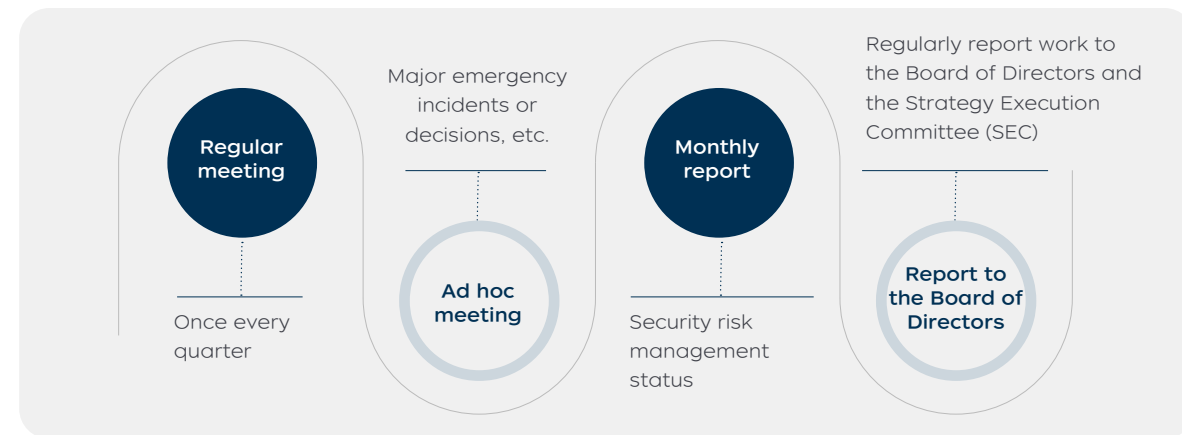 Regular
meeting
Once every
quarter
Major emergency
incidents or
decisions, etc.
Ad hoc
meeting
Monthly
report
Security risk
management
status
Regularly report work to
the Board of Directors and
the Strategy Execution
Committee (SEC)
Report to
the Board of
Directors